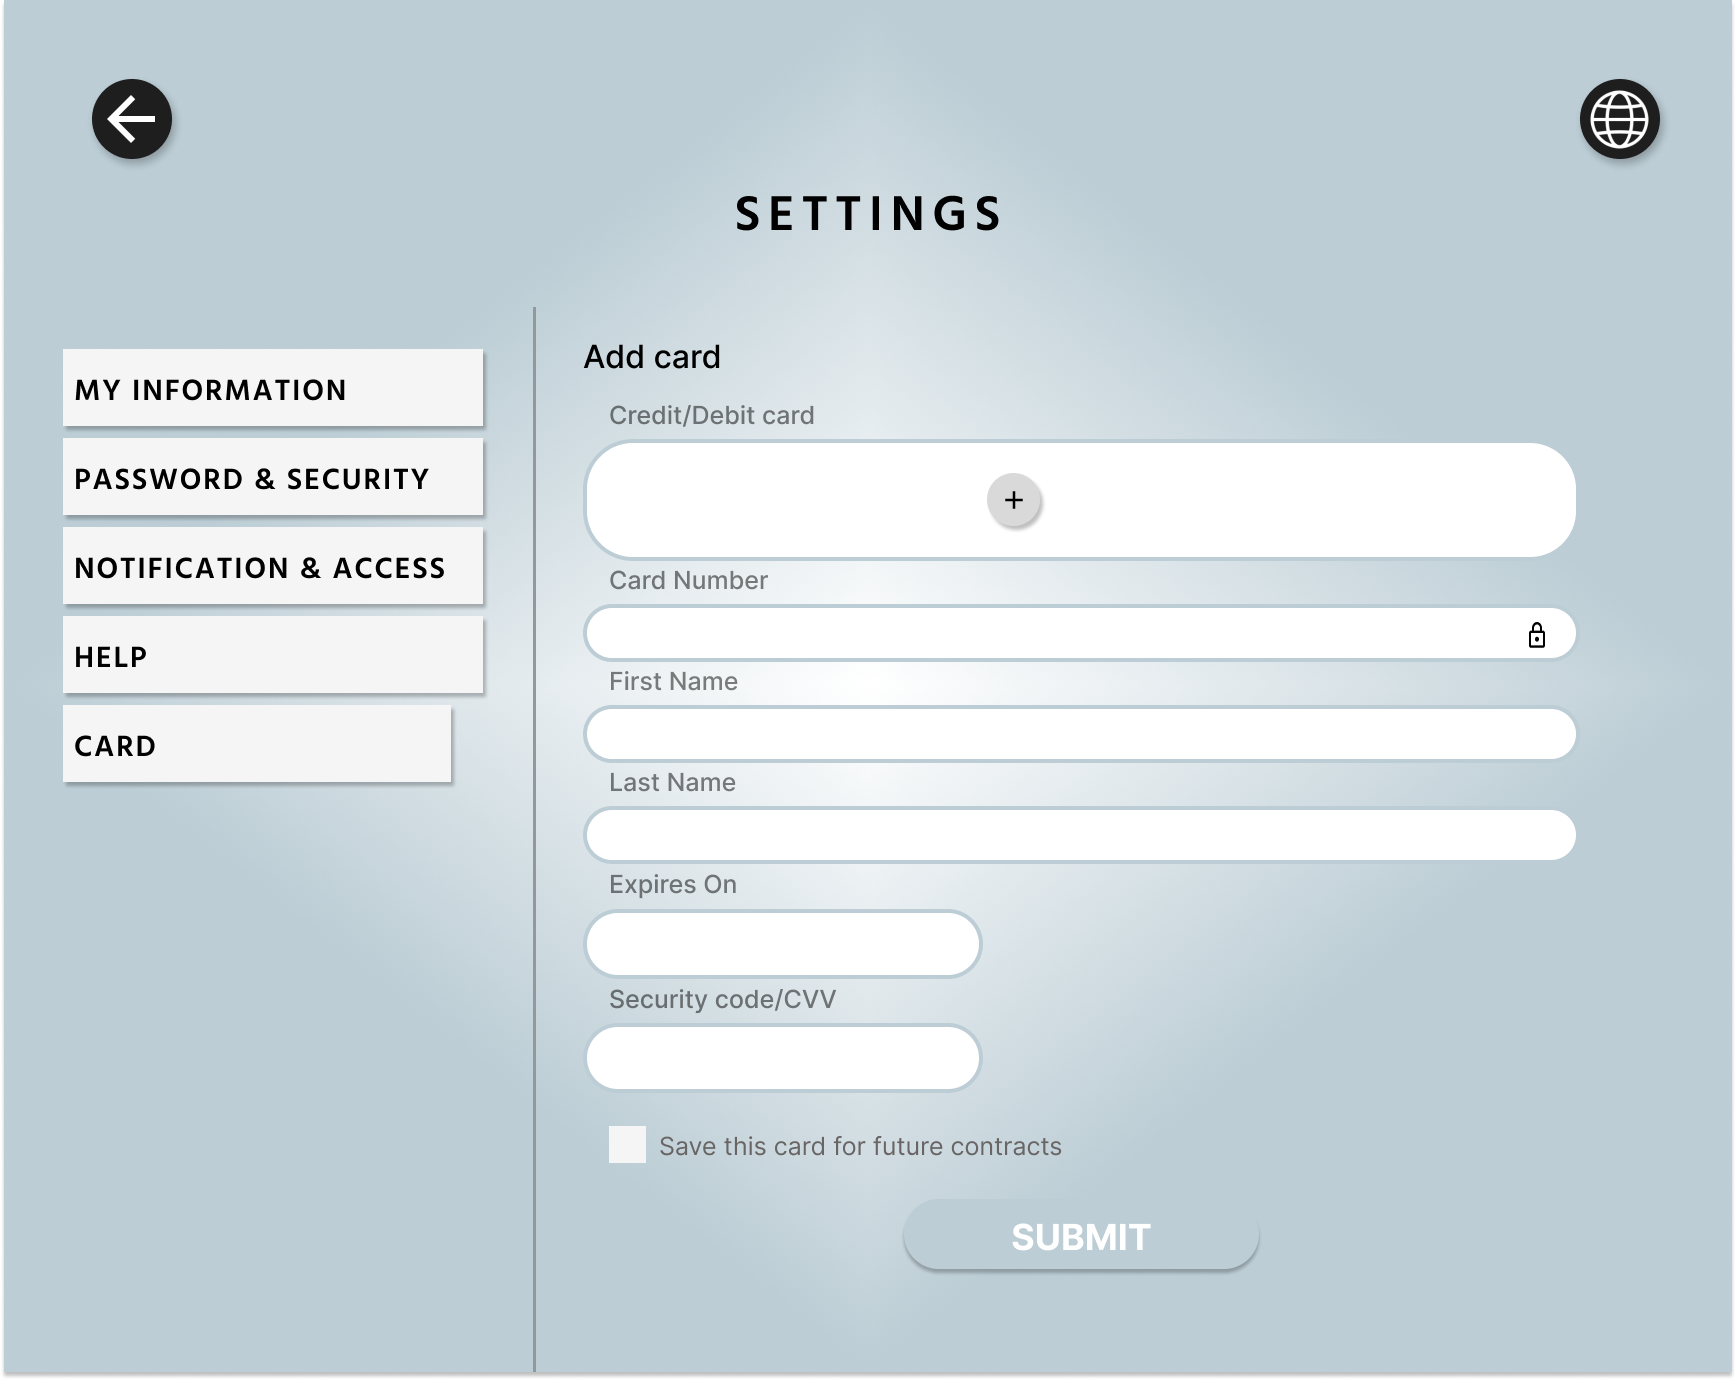 SETTINGS
MY INFORMATION
PASSWORD & SECURITY
NOTIFICATION & ACCESS
HELP
CARD
Add card
Credit/Debit card
+
Card Number
First Name
Last Name
Expires On
Security code/CVV
Save this card for future contracts
SUBMIT